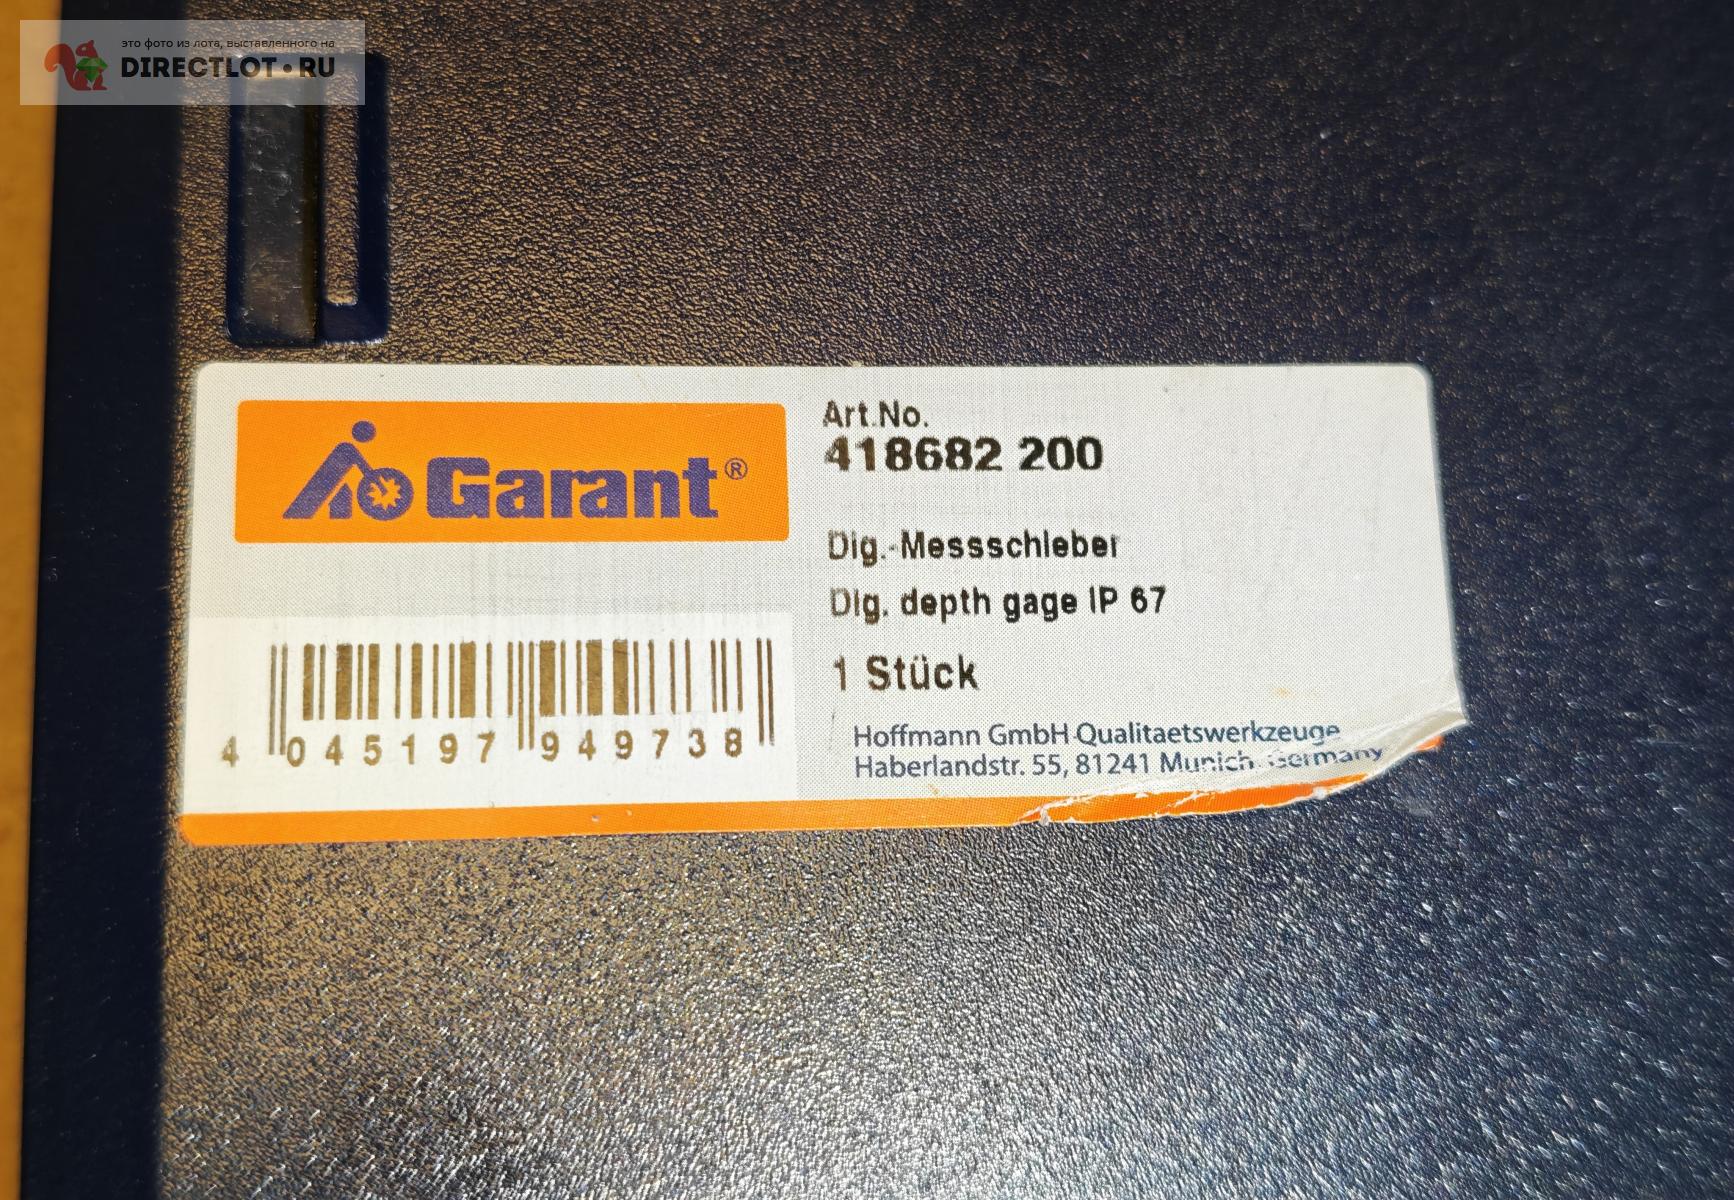 это фото из лота, выставленного на
DIRECTLOT.RU
Garant®
Art.No.
418682 200
Dig.-Messschieber
Dig. depth gage IP 67
1 Stück
Hoffmann GmbH Qualitaetswerkzeuge
Haberlandstr. 55, 81241 Munich. Germany
4 045197 949738